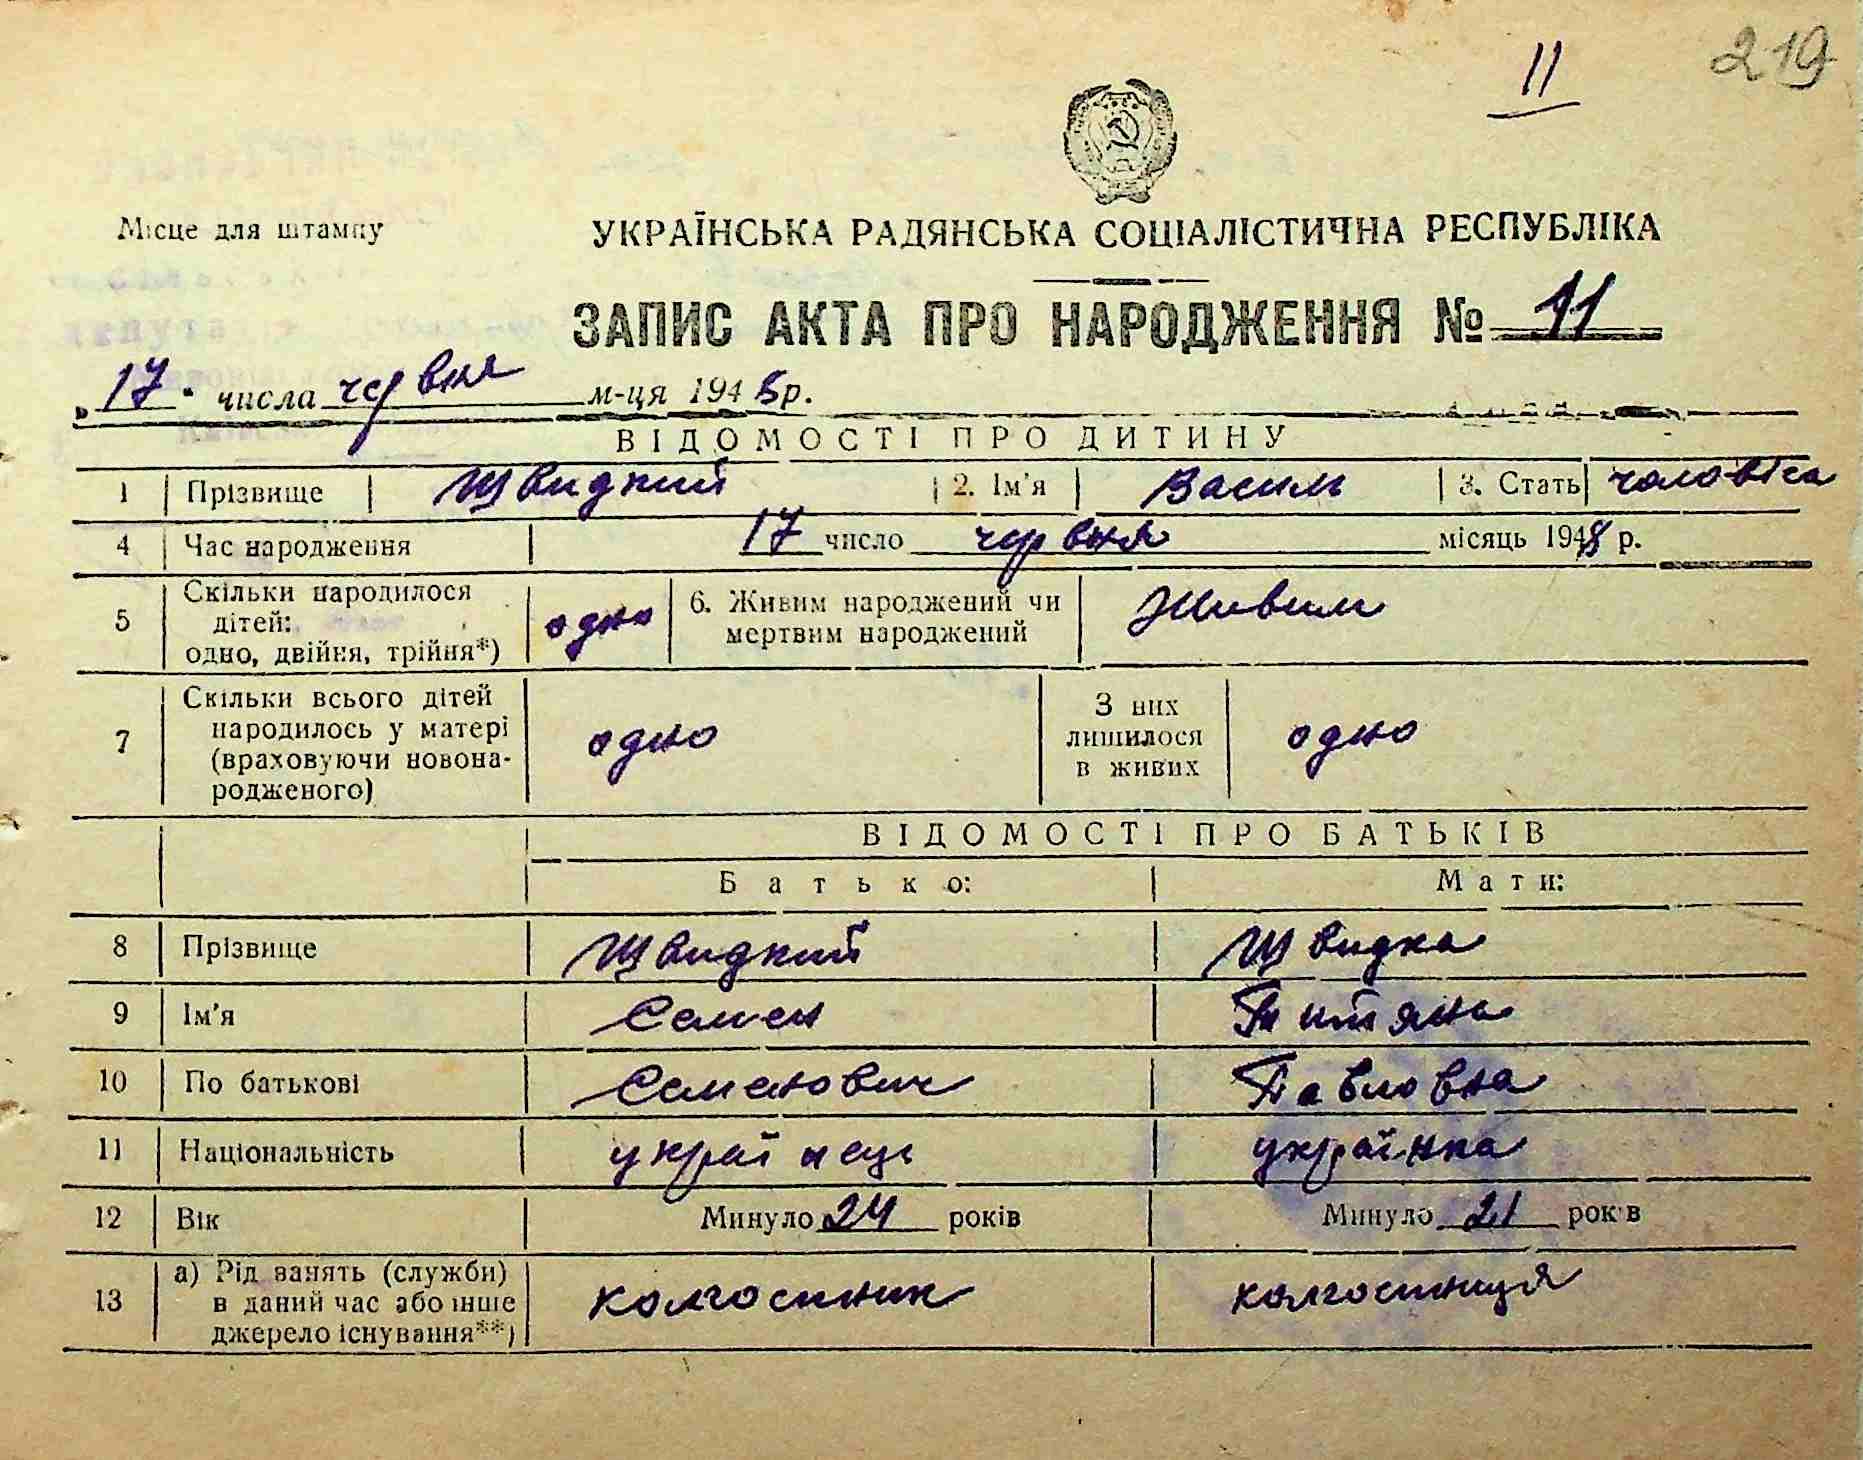 11
219
Місце для штампу
УКРАЇНСЬКА РАДЯНСЬКА СОЦІАЛІСТИЧНА РЕСПУБЛІКА
ЗАПИС АКТА ПРО НАРОДЖЕННЯ № 11
„17" числа червня м-ця 1948 р.
ВІДОМОСТІ ПРО ДИТИНУ
1 Прізвище Швидкий 2. Ім'я Василь 3. Стать чоловіча
4 Час народження 17 число червня місяць 1948 р.
5 Скільки народилося дітей: одно, двійня, трійня*) одно 6. Живим народжений чи мертвим народжений Живим
7 Скільки всього дітей народилось у матері (враховуючи новонародженого) одно З них лишилося в живих одно
ВІДОМОСТІ ПРО БАТЬКІВ
Батько: Мати:
8 Прізвище Швидкий Швидка
9 Ім'я Семен Титяна
10 По батькові Семенович Павловна
11 Національність українець українка
12 Вік Минуло 24 років Минуло 21 років
13 а) Рід занять (служби) в даний час або інше джерело існування**) колгоспник колгоспниця